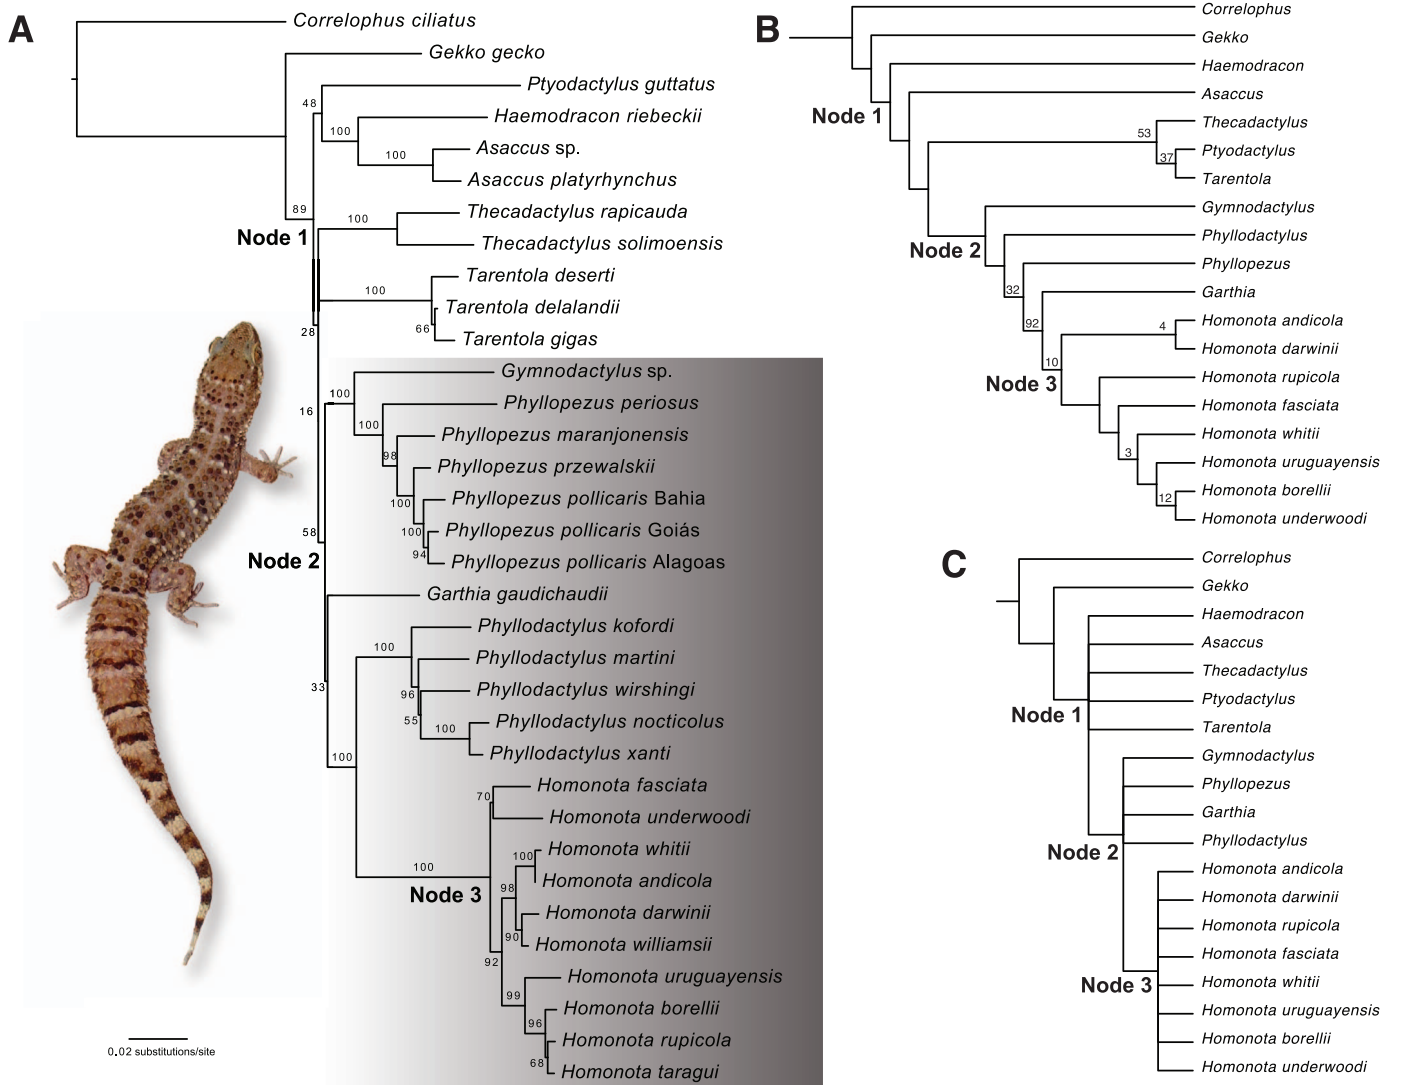 A
Correlophus ciliatus
Gekko gecko
Ptyodactylus guttatus
48
Haemodracon riebeckii
100
Asaccus sp.
100
Asaccus platyrhynchus
89
Thecadactylus rapicauda
100
Node 1
Thecadactylus solimoensis
Tarentola deserti
100
Tarentola delalandii
66
28
Tarentola gigas
Gymnodactylus sp.
100
Phyllopezus periosus
16
100
Phyllopezus maranjonensis
98
Phyllopezus przewalskii
100
Phyllopezus pollicaris Bahia
58
100
Phyllopezus pollicaris Goiás
94
Node 2
Phyllopezus pollicaris Alagoas
Garthia gaudichaudii
Phyllodactylus kofordi
100
Phyllodactylus martini
33
96
Phyllodactylus wirshingi
55
Phyllodactylus nocticolus
100
Phyllodactylus xanti
100
Homonota fasciata
70
Homonota underwoodi
Homonota whitii
100
100
Homonota andicola
98
Node 3
Homonota darwinii
90
Homonota williamsii
92
Homonota uruguayensis
99
Homonota borellii
96
Homonota rupicola
68
Homonota taragui
0.02 substitutions/site
B
Correlophus
Gekko
Haemodracon
Asaccus
Node 1
Thecadactylus
53
Ptyodactylus
37
Tarentola
Gymnodactylus
Phyllodactylus
Node 2
Phyllopezus
32
Garthia
92
Homonota andicola
4
Homonota darwinii
10
Node 3
Homonota rupicola
Homonota fasciata
Homonota whitii
3
Homonota uruguayensis
Homonota borellii
12
Homonota underwoodi
C
Correlophus
Gekko
Haemodracon
Asaccus
Thecadactylus
Ptyodactylus
Node 1
Tarentola
Gymnodactylus
Phyllopezus
Garthia
Phyllodactylus
Node 2
Homonota andicola
Homonota darwinii
Homonota rupicola
Homonota fasciata
Homonota whitii
Node 3
Homonota uruguayensis
Homonota borellii
Homonota underwoodi